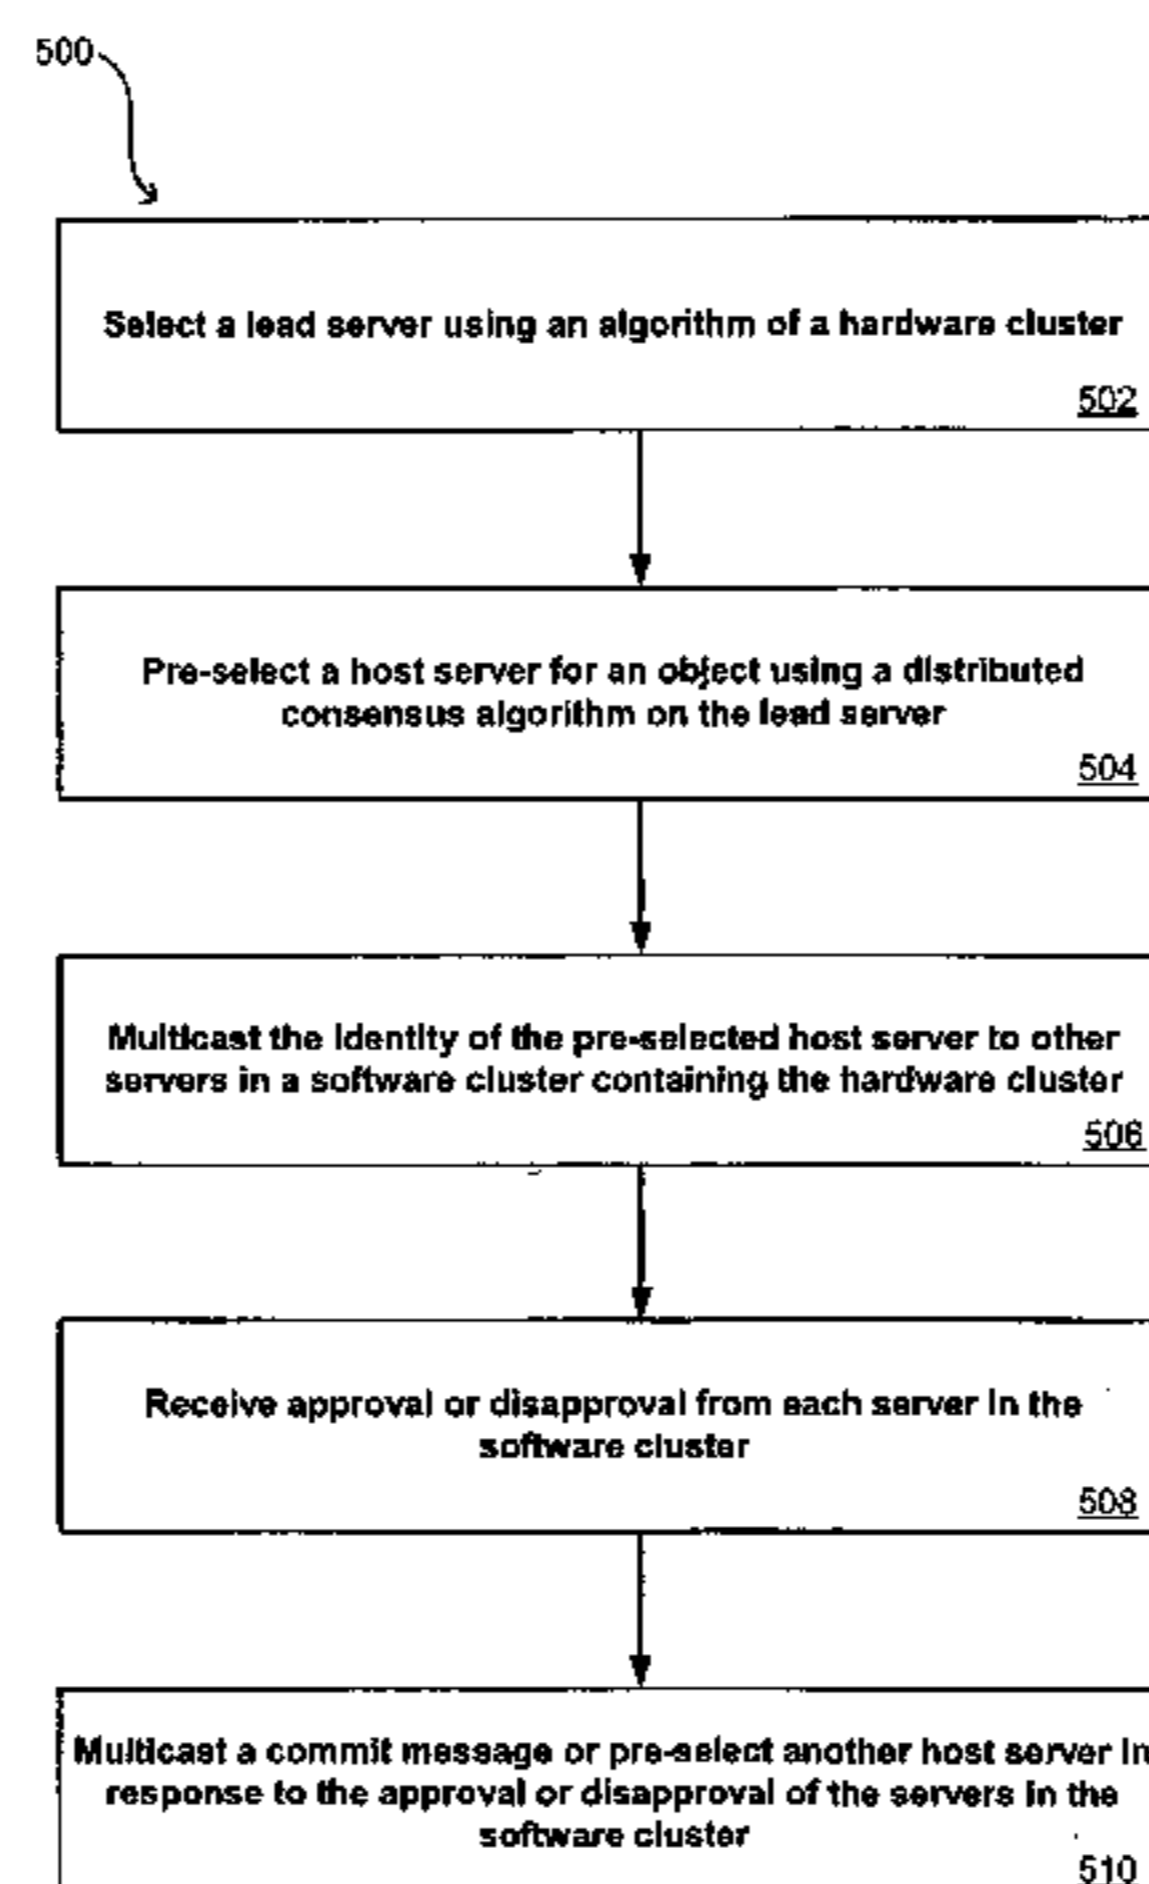 500
Select a lead server using an algorithm of a hardware cluster
502
Pre-select a host server for an object using a distributed
consensus algorithm on the lead server
504
Multicast the identity of the pre-selected host server to other
servers in a software cluster containing the hardware cluster
506
Receive approval or disapproval from each server in the
software cluster
508
Multicast a commit message or pre-select another host server in
response to the approval or disapproval of the servers in the
software cluster
510